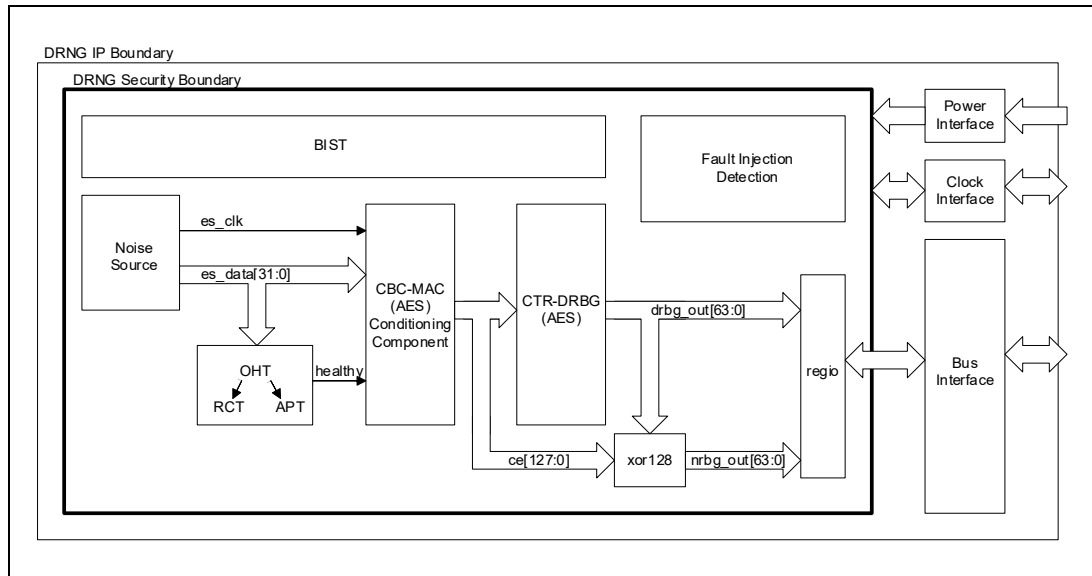 DRNG IP Boundary
DRNG Security Boundary
BIST
Fault Injection
Detection
Power
Interface
Clock
Interface
Noise
Source
es_clk
es_data[31:0]
CBC-MAC
(AES)
Conditioning
Component
CTR-DRBG
(AES)
drbg_out[63:0]
OHT
RCT
APT
healthy
regio
Bus
Interface
ce[127:0]
xor128
nrbg_out[63:0]